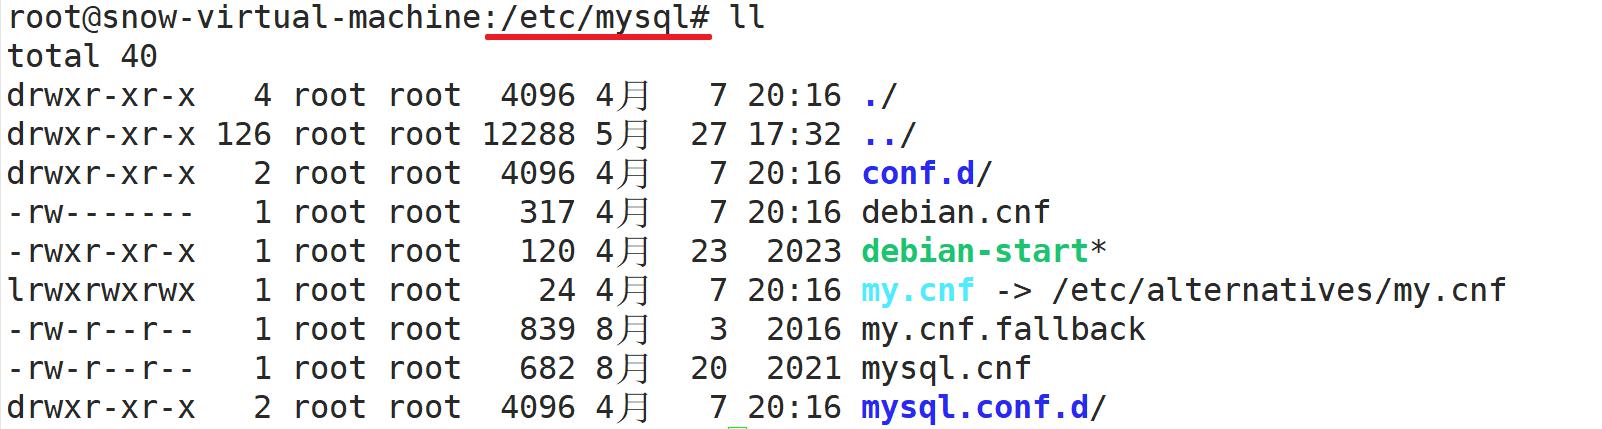 root@snow-virtual-machine:/etc/mysql# ll
total 40
drwxr-xr-x   4 root root  4096 4月   7 20:16 ./
drwxr-xr-x 126 root root 12288 5月  27 17:32 ../
drwxr-xr-x   2 root root  4096 4月   7 20:16 conf.d/
-rw-------   1 root root   317 4月   7 20:16 debian.cnf
-rwxr-xr-x   1 root root   120 4月  23  2023 debian-start*
lrwxrwxrwx   1 root root    24 4月   7 20:16 my.cnf -> /etc/alternatives/my.cnf
-rw-r--r--   1 root root   839 8月   3  2016 my.cnf.fallback
-rw-r--r--   1 root root   682 8月  20  2021 mysql.cnf
drwxr-xr-x   2 root root  4096 4月   7 20:16 mysql.conf.d/